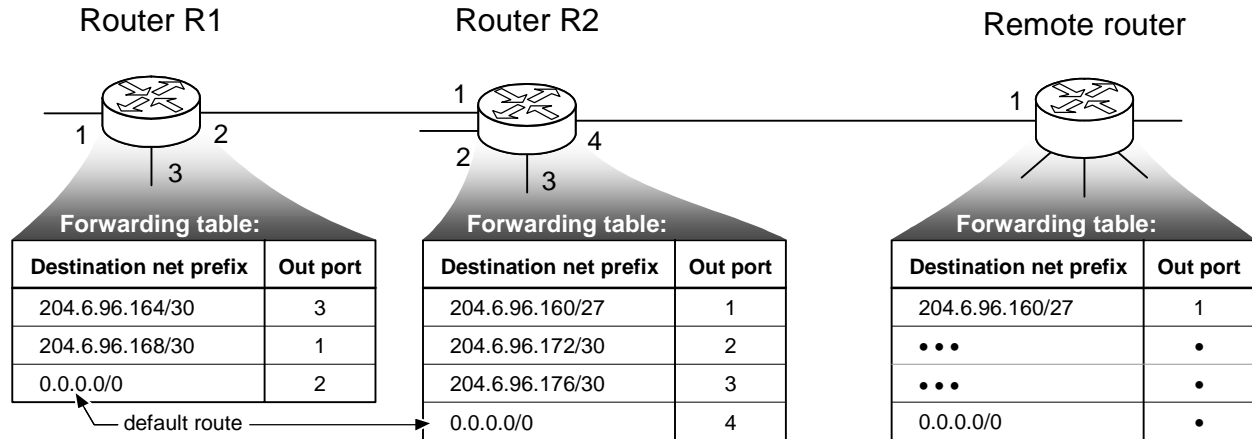 Router R1
Router R2
Remote router
1
2
3
1
2
3
4
1
Forwarding table:
Destination net prefix Out port
204.6.96.164/30 3
204.6.96.168/30 1
0.0.0.0/0 2
Forwarding table:
Destination net prefix Out port
204.6.96.160/27 1
204.6.96.172/30 2
204.6.96.176/30 3
0.0.0.0/0 4
Forwarding table:
Destination net prefix Out port
204.6.96.160/27 1
••• •
••• •
0.0.0.0/0 •
default route